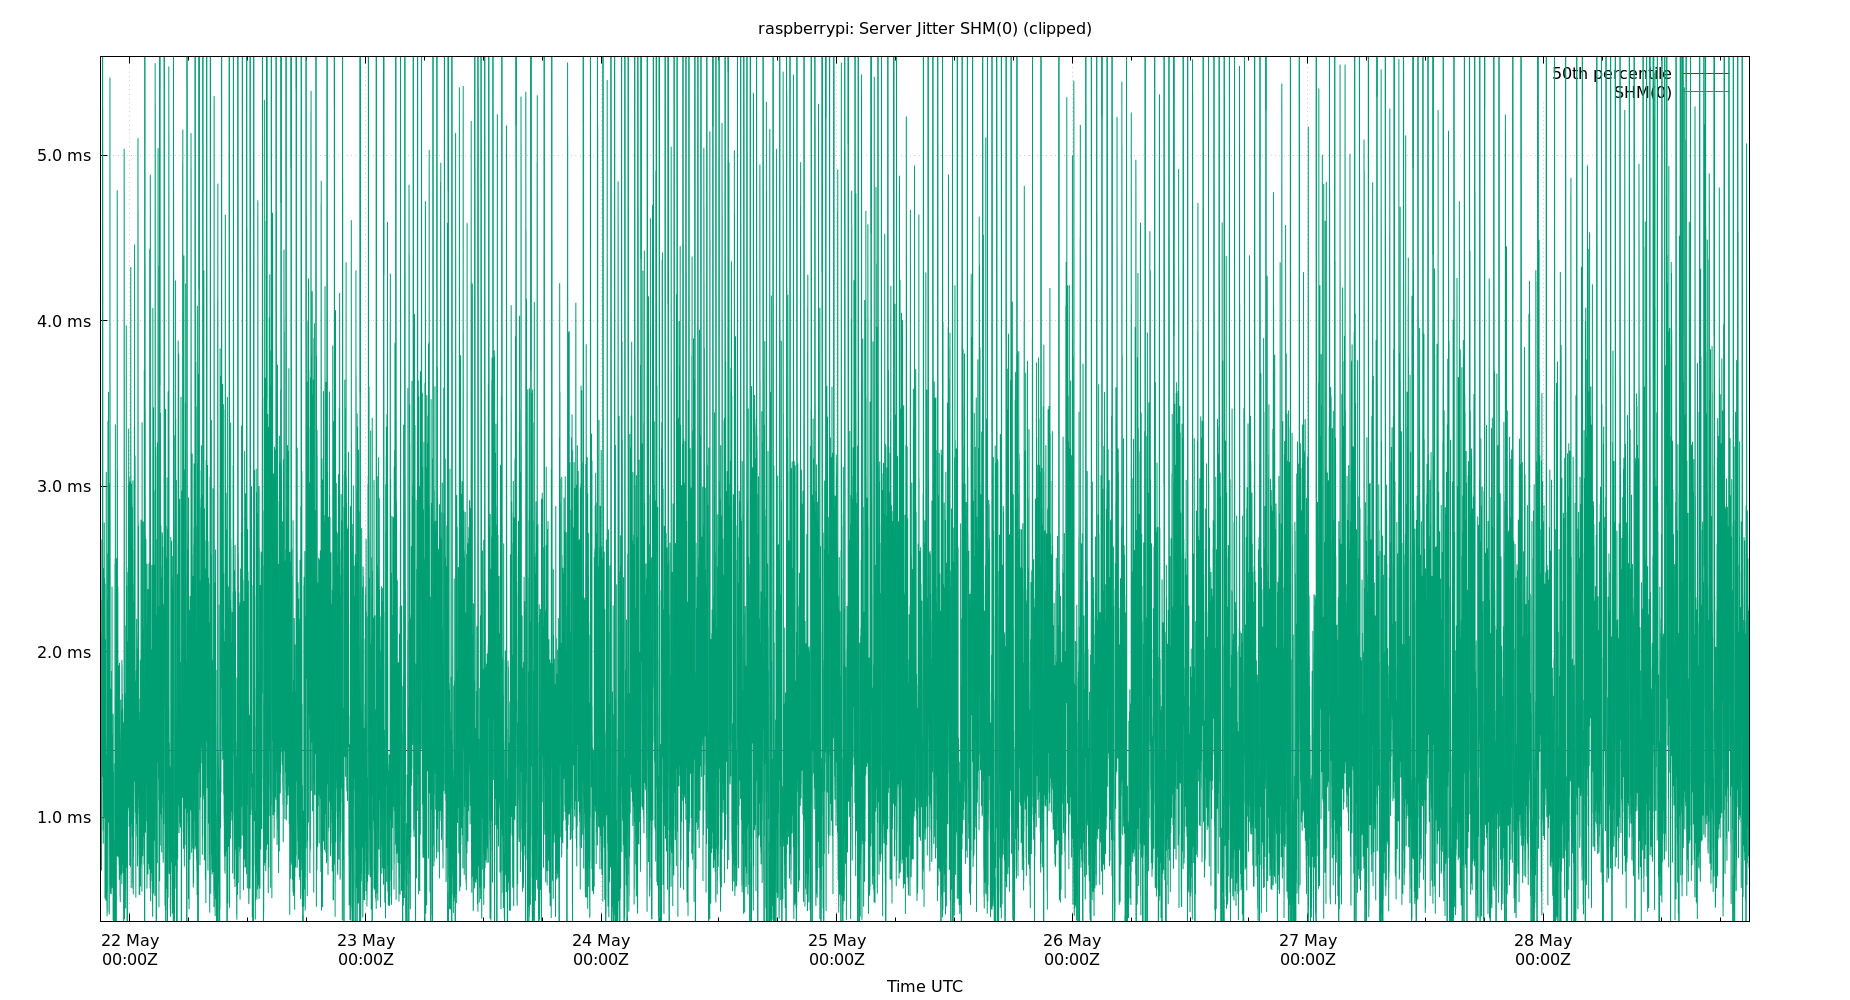 raspberrypi: Server Jitter SHM(0) (clipped)
50th percentile
SHM(0)
5.0 ms
4.0 ms
3.0 ms
2.0 ms
1.0 ms
22 May 23 May 24 May 25 May 26 May 27 May 28 May
00:00Z 00:00Z 00:00Z 00:00Z 00:00Z 00:00Z 00:00Z
Time UTC